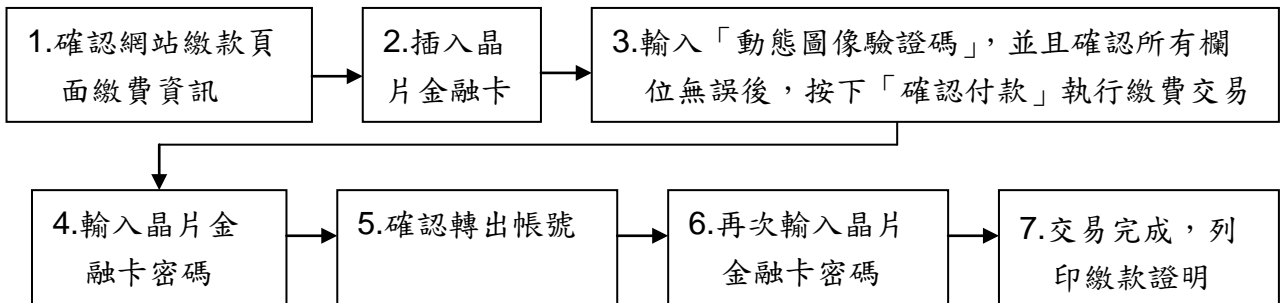 1.確認網站繳款頁
面繳費資訊
2.插入晶
片金融卡
3.輸入「動態圖像驗證碼」，並且確認所有欄
位無誤後，按下「確認付款」執行繳費交易
4.輸入晶片金
融卡密碼
5.確認轉出帳號
6.再次輸入晶片
金融卡密碼
7.交易完成，列
印繳款證明